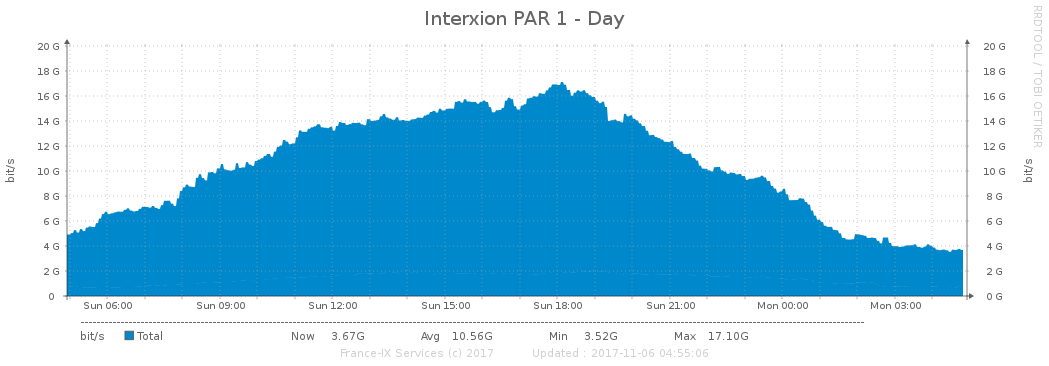 Interxion PAR 1 - Day
RRDTOOL / TOBI OETIKER
20 G 20 G
18 G 18 G
16 G 16 G
14 G 14 G
12 G 12 G
10 G 10 G
8 G 8 G
6 G 6 G
4 G 4 G
2 G 2 G
0 0 G
bit/s
bit/s
Sun 06:00 Sun 09:00 Sun 12:00 Sun 15:00 Sun 18:00 Sun 21:00 Mon 00:00 Mon 03:00
bit/s Total Now 3.67G Avg 10.56G Min 3.52G Max 17.10G
France-IX Services (c) 2017 Updated : 2017-11-06 04:55:06